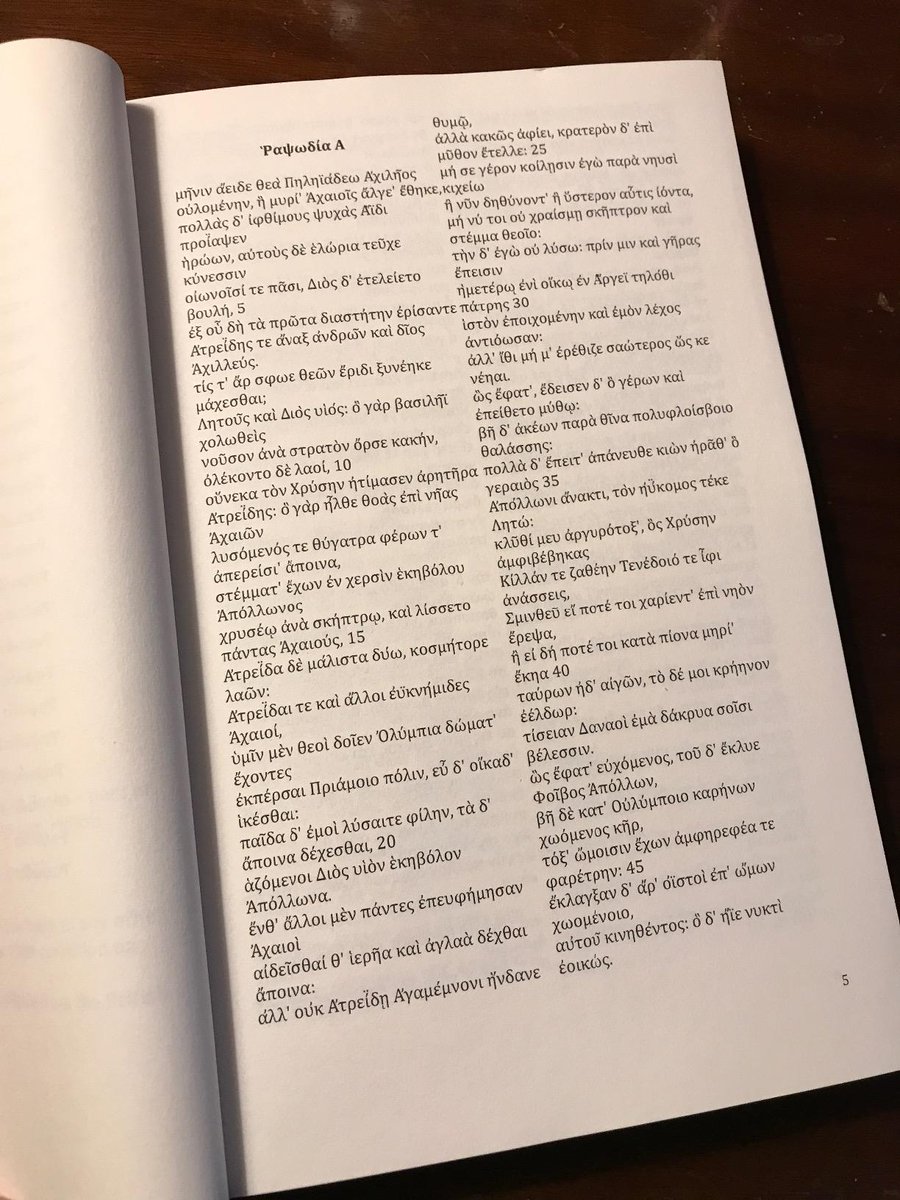 Ῥαψωδία Α
μῆνιν ἄειδε θεὰ Πηληϊάδεω Ἀχιλῆος
οὐλομένην, ἣ μυρί' Ἀχαιοῖς ἄλγε' ἔθηκε,
πολλὰς δ' ἰφθίμους ψυχὰς Ἄϊδι
προΐαψεν
ἡρώων, αὐτοὺς δὲ ἑλώρια τεῦχε
κύνεσσιν
οἰωνοῖσί τε πᾶσι, Διὸς δ' ἐτελείετο
βουλή, 5
ἐξ οὗ δὴ τὰ πρῶτα διαστήτην ἐρίσαντε
Ἀτρεΐδης τε ἄναξ ἀνδρῶν καὶ δῖος
Ἀχιλλεύς.
τίς τ' ἄρ σφωε θεῶν ἔριδι ξυνέηκε
μάχεσθαι;
Λητοῦς καὶ Διὸς υἱός: ὃ γὰρ βασιλῆϊ
χολωθεὶς
νοῦσον ἀνὰ στρατὸν ὄρσε κακήν,
ὀλέκοντο δὲ λαοί, 10
οὕνεκα τὸν Χρύσην ἠτίμασεν ἀρητῆρα
Ἀτρεΐδης: ὃ γὰρ ἦλθε θοὰς ἐπὶ νῆας
Ἀχαιῶν
λυσόμενός τε θύγατρα φέρων τ'
ἀπερείσι' ἄποινα,
στέμματ' ἔχων ἐν χερσὶν ἑκηβόλου
Ἀπόλλωνος
χρυσέῳ ἀνὰ σκήπτρῳ, καὶ λίσσετο
πάντας Ἀχαιούς, 15
Ἀτρεΐδα δὲ μάλιστα δύω, κοσμήτορε
λαῶν:
Ἀτρεΐδαι τε καὶ ἄλλοι ἐϋκνήμιδες
Ἀχαιοί,
ὑμῖν μὲν θεοὶ δοῖεν Ὀλύμπια δώματ'
ἔχοντες
ἐκπέρσαι Πριάμοιο πόλιν, εὖ δ' οἴκαδ'
ἱκέσθαι:
παῖδα δ' ἐμοὶ λύσαιτε φίλην, τὰ δ'
ἄποινα δέχεσθαι, 20
ἁζόμενοι Διὸς υἱὸν ἑκηβόλον
Ἀπόλλωνα.
ἔνθ' ἄλλοι μὲν πάντες ἐπευφήμησαν
Ἀχαιοὶ
αἰδεῖσθαί θ' ἱερῆα καὶ ἀγλαὰ δέχθαι
ἄποινα:
ἀλλ' οὐκ Ἀτρεΐδῃ Ἀγαμέμνονι ἥνδανε
θυμῷ,
ἀλλὰ κακῶς ἀφίει, κρατερὸν δ' ἐπὶ
μῦθον ἔτελλε: 25
μή σε γέρον κοίλῃσιν ἐγὼ παρὰ νηυσὶ
κιχείω
ἢ νῦν δηθύνοντ' ἢ ὕστερον αὖτις ἰόντα,
μή νύ τοι οὐ χραίσμῃ σκῆπτρον καὶ
στέμμα θεοῖο:
τὴν δ' ἐγὼ οὐ λύσω: πρίν μιν καὶ γῆρας
ἔπεισιν
ἡμετέρῳ ἐνὶ οἴκῳ ἐν Ἄργεϊ τηλόθι
πάτρης 30
ἱστὸν ἐποιχομένην καὶ ἐμὸν λέχος
ἀντιόωσαν:
ἀλλ' ἴθι μή μ' ἐρέθιζε σαώτερος ὥς κε
νέηαι.
ὣς ἔφατ', ἔδεισεν δ' ὃ γέρων καὶ
ἐπείθετο μύθῳ:
βῆ δ' ἀκέων παρὰ θῖνα πολυφλοίσβοιο
θαλάσσης:
πολλὰ δ' ἔπειτ' ἀπάνευθε κιὼν ἠρᾶθ' ὃ
γεραιὸς 35
Ἀπόλλωνι ἄνακτι, τὸν ἠΰκομος τέκε
Λητώ:
κλῦθί μευ ἀργυρότοξ', ὃς Χρύσην
ἀμφιβέβηκας
Κίλλάν τε ζαθέην Τενέδοιό τε ἶφι
ἀνάσσεις,
Σμινθεῦ εἴ ποτέ τοι χαρίεντ' ἐπὶ νηὸν
ἔρεψα,
ἢ εἰ δή ποτέ τοι κατὰ πίονα μηρί'
ἔκηα 40
ταύρων ἠδ' αἰγῶν, τὸ δέ μοι κρήηνον
ἐέλδωρ:
τίσειαν Δαναοὶ ἐμὰ δάκρυα σοῖσι
βέλεσσιν.
ὣς ἔφατ' εὐχόμενος, τοῦ δ' ἔκλυε
Φοῖβος Ἀπόλλων,
βῆ δὲ κατ' Οὐλύμποιο καρήνων
χωόμενος κῆρ,
τόξ' ὤμοισιν ἔχων ἀμφηρεφέα τε
φαρέτρην: 45
ἔκλαγξαν δ' ἄρ' ὀϊστοὶ ἐπ' ὤμων
χωομένοιο,
αὐτοῦ κινηθέντος: ὃ δ' ἤϊε νυκτὶ
ἐοικώς.
5